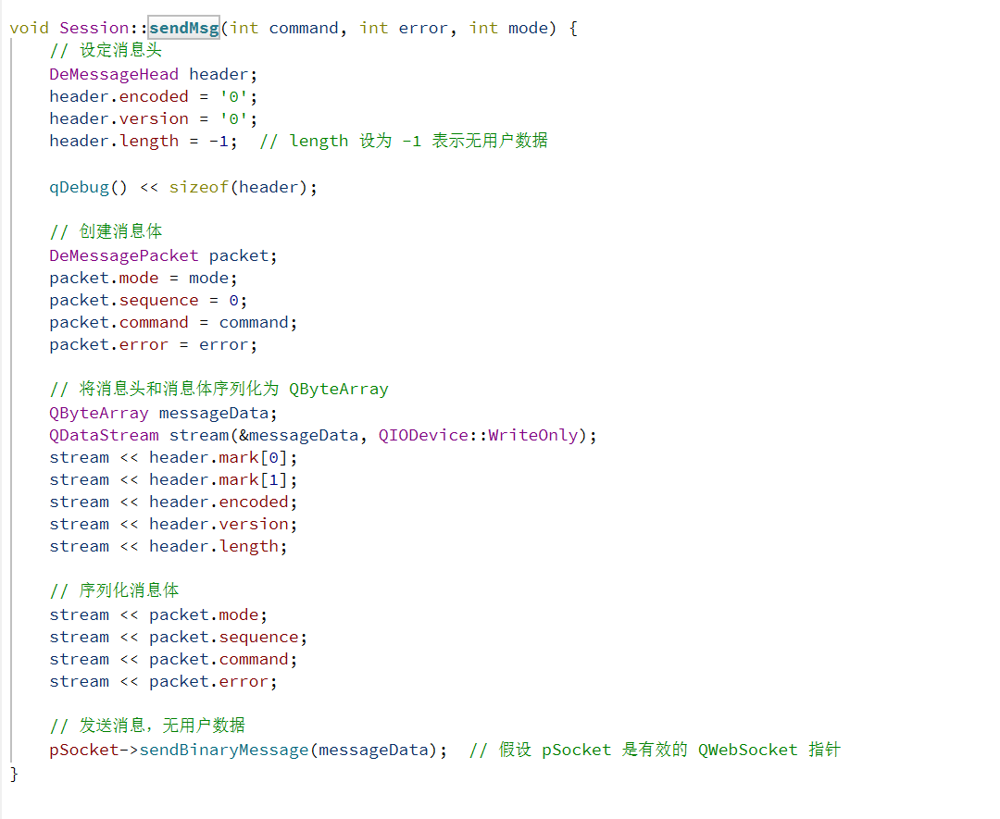 void Session::sendMsg(int command, int error, int mode) {
    // 设定消息头
    DeMessageHead header;
    header.encoded = '0';
    header.version = '0';
    header.length = -1;  // length 设为 -1 表示无用户数据

    qDebug() << sizeof(header);

    // 创建消息体
    DeMessagePacket packet;
    packet.mode = mode;
    packet.sequence = 0;
    packet.command = command;
    packet.error = error;

    // 将消息头和消息体序列化为 QByteArray
    QByteArray messageData;
    QDataStream stream(&messageData, QIODevice::WriteOnly);
    stream << header.mark[0];
    stream << header.mark[1];
    stream << header.encoded;
    stream << header.version;
    stream << header.length;

    // 序列化消息体
    stream << packet.mode;
    stream << packet.sequence;
    stream << packet.command;
    stream << packet.error;

    // 发送消息，无用户数据
    pSocket->sendBinaryMessage(messageData);  // 假设 pSocket 是有效的 QWebSocket 指针
}